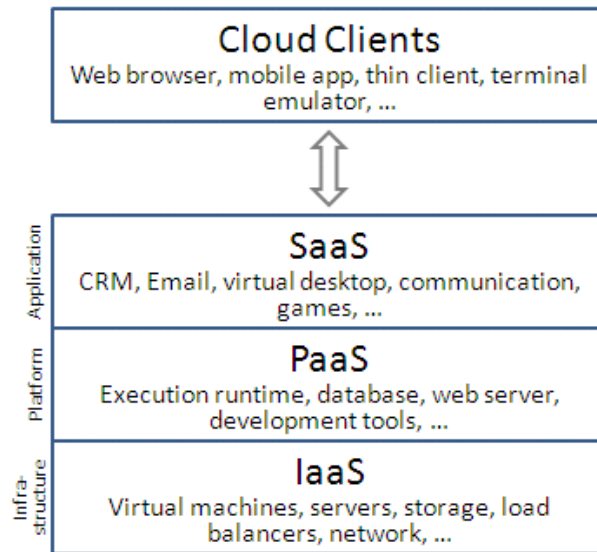 Cloud Clients
Web browser, mobile app, thin client, terminal
emulator, ...
Application
SaaS
CRM, Email, virtual desktop, communication,
games, ...
Platform
PaaS
Execution runtime, database, web server,
development tools, ...
Infra-
structure
IaaS
Virtual machines, servers, storage, load
balancers, network, ...